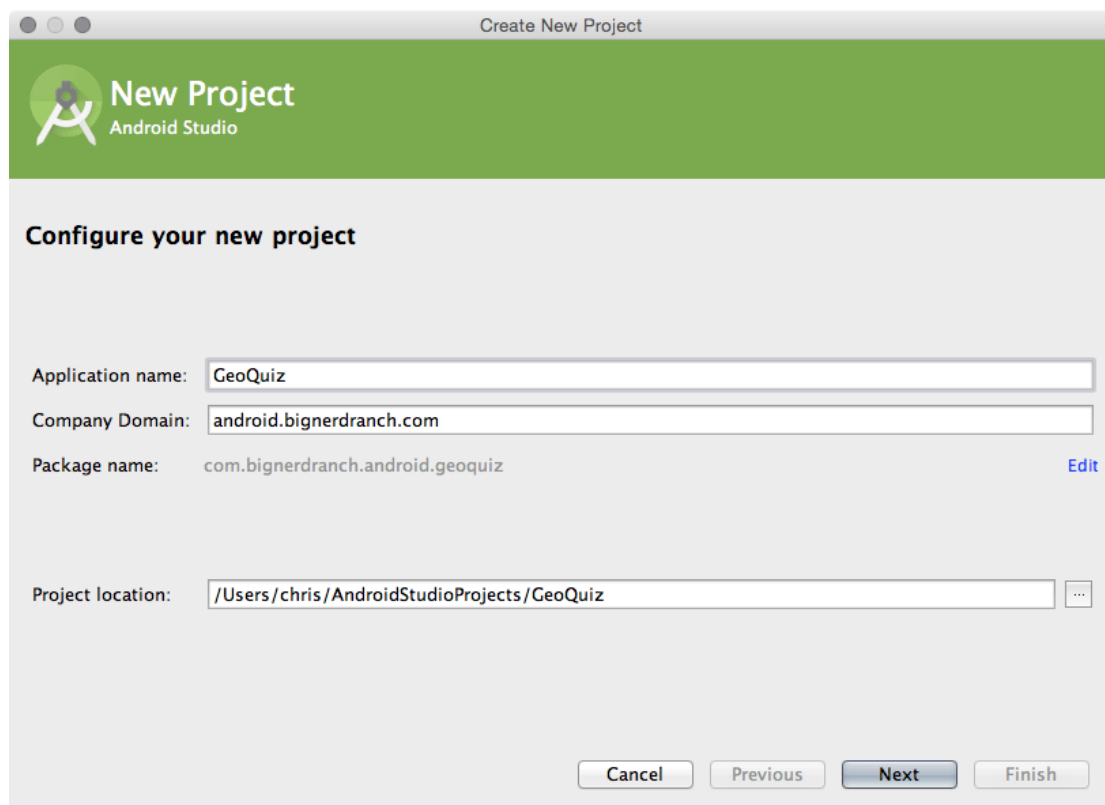 Create New Project
New Project
Android Studio
Configure your new project
Application name: GeoQuiz
Company Domain: android.bignerdranch.com
Package name: com.bignerdranch.android.geoquiz Edit
Project location: /Users/chris/AndroidStudioProjects/GeoQuiz ...
Cancel Previous Next Finish